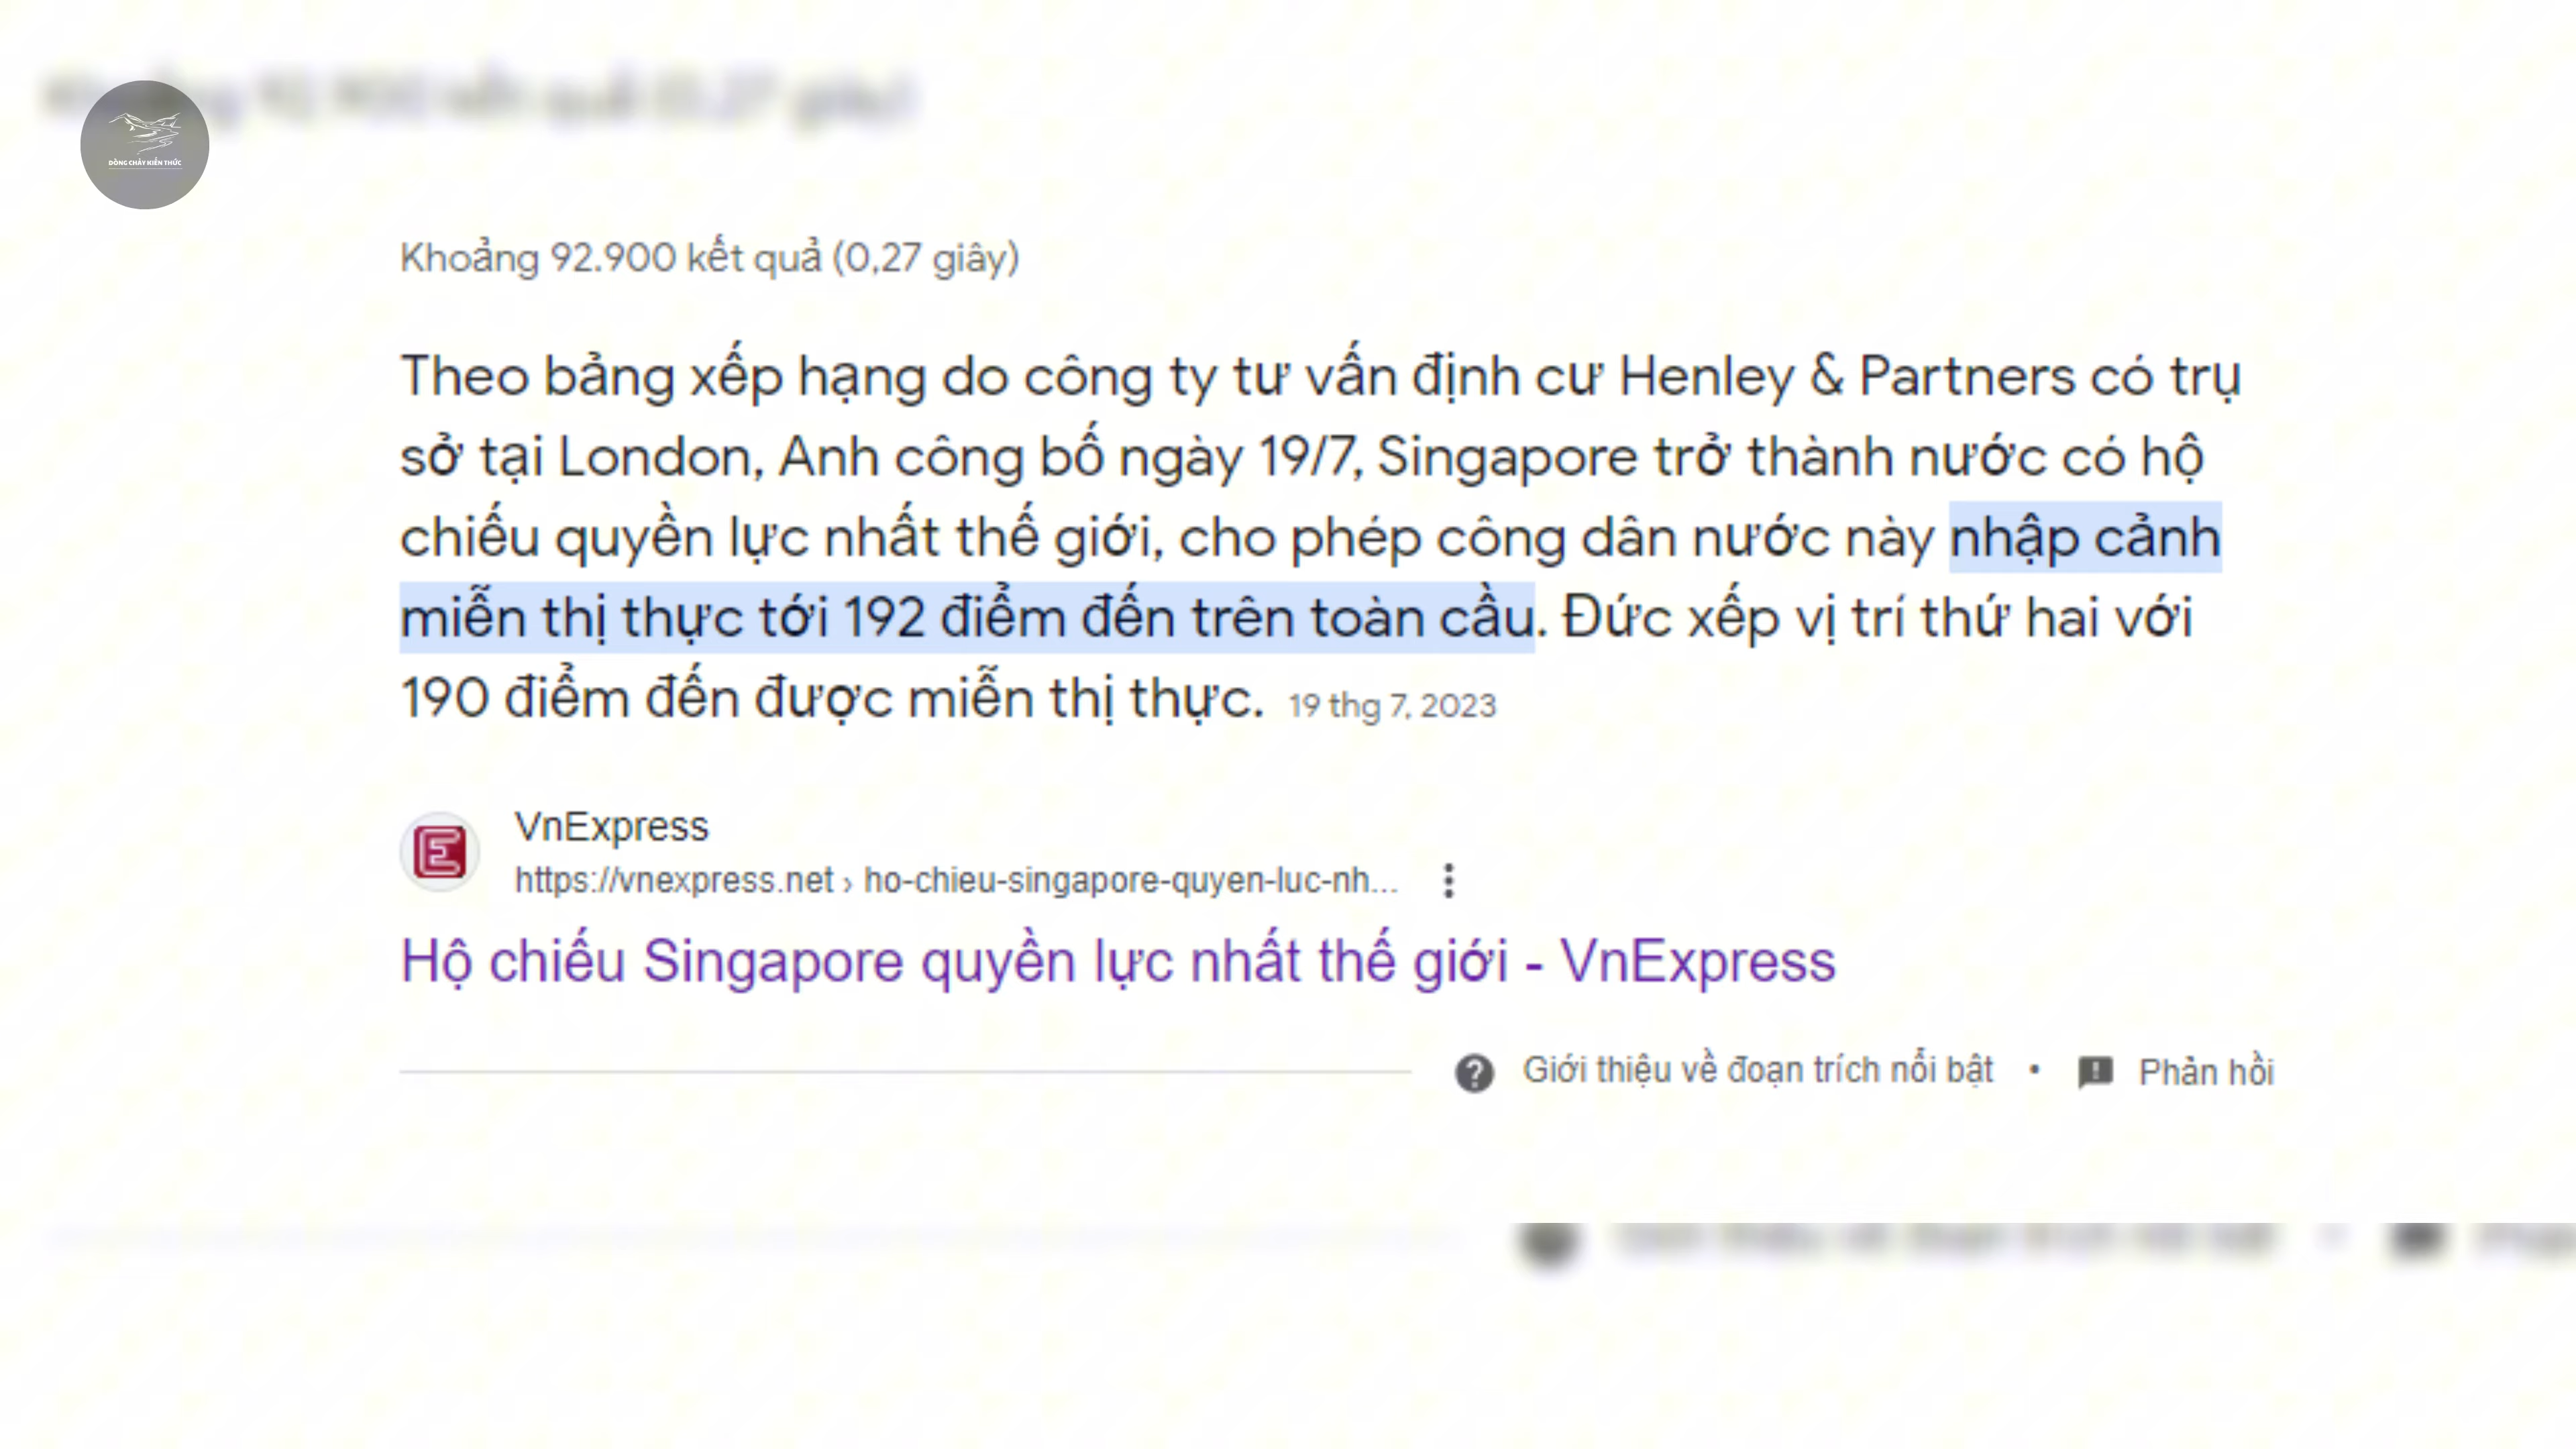 ĐÒNG CHẢY KIẾN THỨC
Khoảng 92.900 kết quả (0,27 giây)
Theo bảng xếp hạng do công ty tư vấn định cư Henley & Partners có trụ
sở tại London, Anh công bố ngày 19/7, Singapore trở thành nước có hộ
chiếu quyền lực nhất thế giới, cho phép công dân nước này nhập cảnh
miễn thị thực tới 192 điểm đến trên toàn cầu. Đức xếp vị trí thứ hai với
190 điểm đến được miễn thị thực. 19 thg 7, 2023
VnExpress
https://vnexpress.net › ho-chieu-singapore-quyen-luc-nh...
Hộ chiếu Singapore quyền lực nhất thế giới - VnExpress
Giới thiệu về đoạn trích nổi bật • Phản hồi